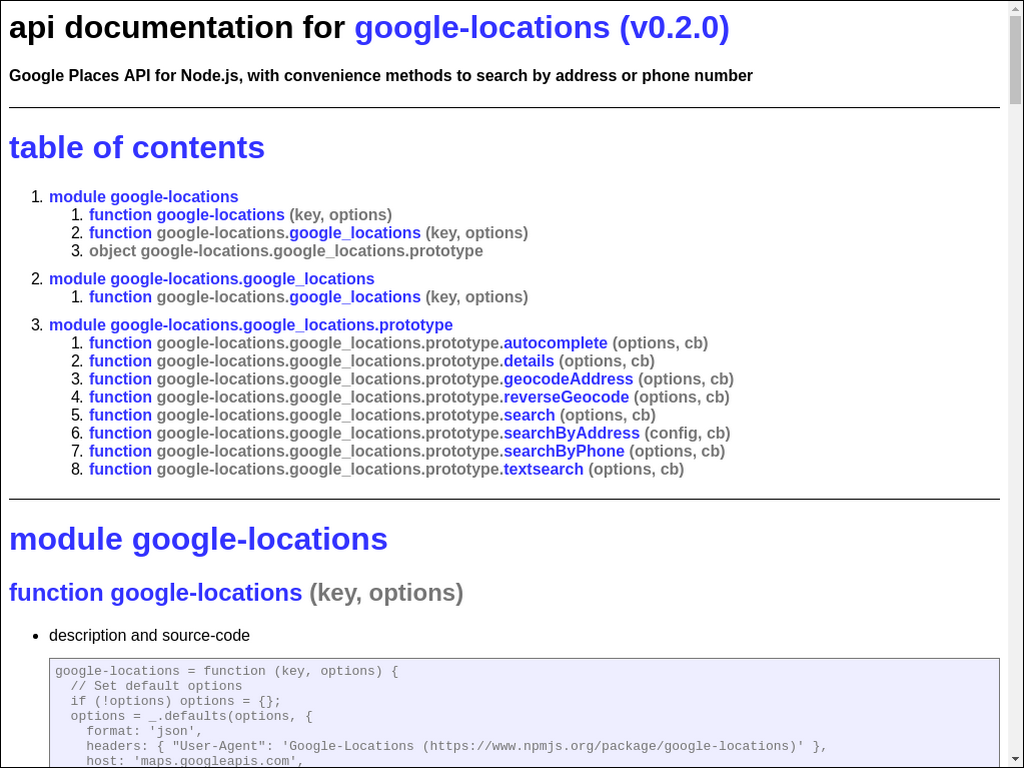 api documentation for google-locations (v0.2.0)
Google Places API for Node.js, with convenience methods to search by address or phone number
table of contents
1. module google-locations
1. function google-locations (key, options)
2. function google-locations.google_locations (key, options)
3. object google-locations.google_locations.prototype
2. module google-locations.google_locations
1. function google-locations.google_locations (key, options)
3. module google-locations.google_locations.prototype
1. function google-locations.google_locations.prototype.autocomplete (options, cb)
2. function google-locations.google_locations.prototype.details (options, cb)
3. function google-locations.google_locations.prototype.geocodeAddress (options, cb)
4. function google-locations.google_locations.prototype.reverseGeocode (options, cb)
5. function google-locations.google_locations.prototype.search (options, cb)
6. function google-locations.google_locations.prototype.searchByAddress (config, cb)
7. function google-locations.google_locations.prototype.searchByPhone (options, cb)
8. function google-locations.google_locations.prototype.textsearch (options, cb)
module google-locations
function google-locations (key, options)
• description and source-code
google-locations = function (key, options) {
  // Set default options
  if (!options) options = {};
  options = _.defaults(options, {
    format: 'json',
    headers: { "User-Agent": 'Google-Locations (https://www.npmjs.org/package/google-locations)' },
    host: 'maps.googleapis.com',